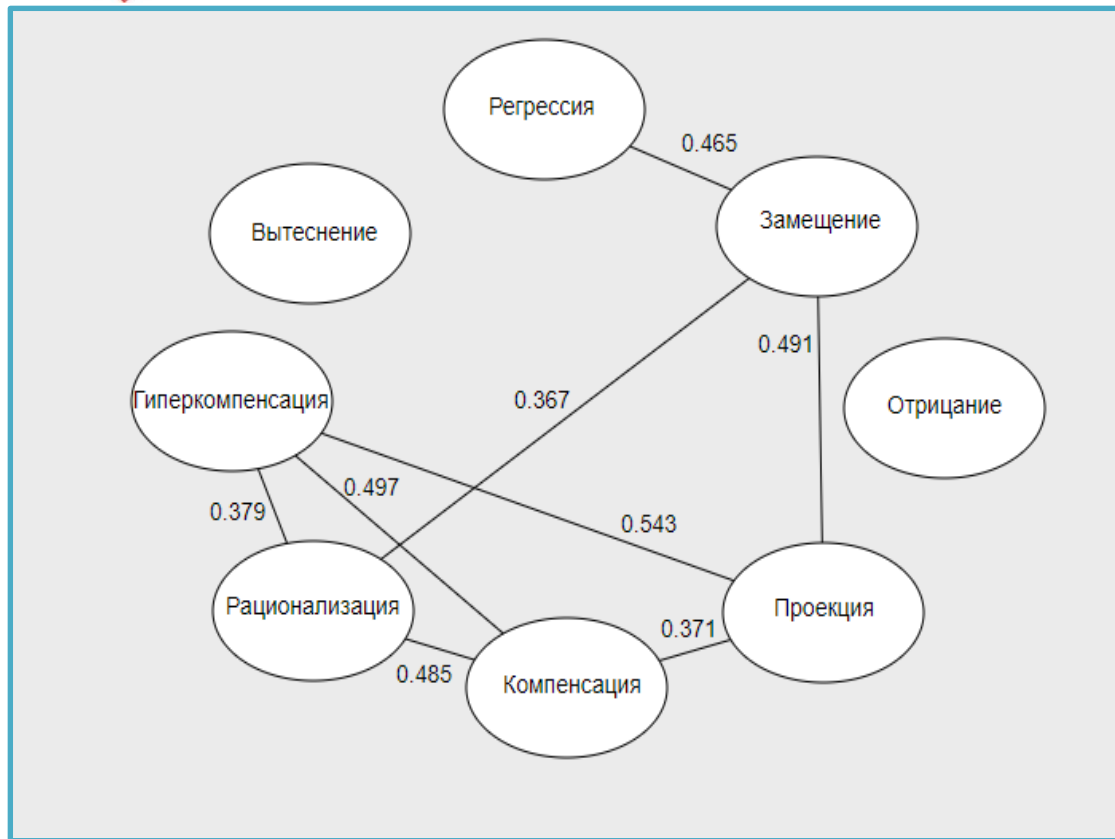 Регрессия
0.465
Замещение
Вытеснение
0.491
Гиперкомпенсация
0.367
Отрицание
0.497
0.379
0.543
Рационализация
Проекция
0.371
0.485
Компенсация